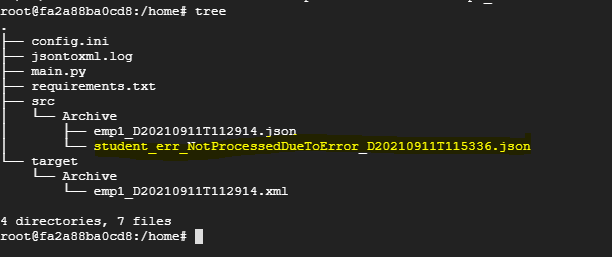 root@fa2a88ba0cd8:/home# tree
.
├── config.ini
├── jsontoxml.log
├── main.py
├── requirements.txt
├── src
│   └── Archive
│       ├── emp1_D20210911T112914.json
│       └── student_err_NotProcessedDueToError_D20210911T115336.json
└── target
    └── Archive
        └── emp1_D20210911T112914.xml
4 directories, 7 files
root@fa2a88ba0cd8:/home#